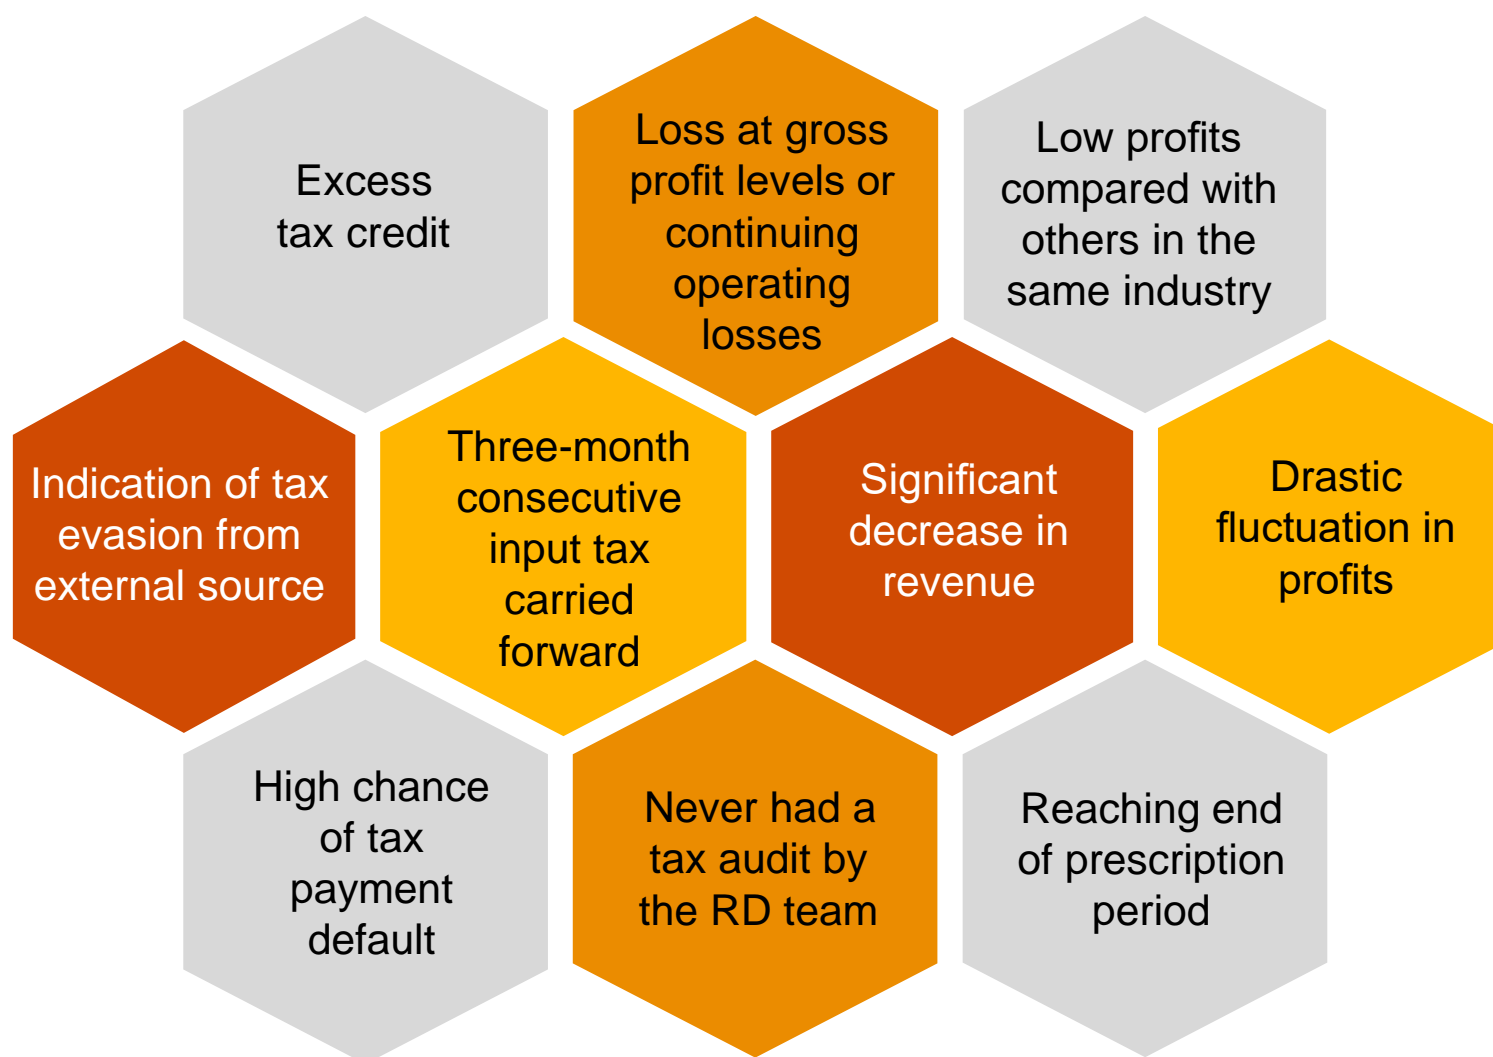 Excess
tax credit
Loss at gross
profit levels or
continuing
operating
losses
Low profits
compared with
others in the
same industry
Indication of tax
evasion from
external source
Three-month
consecutive
input tax
carried
forward
Significant
decrease in
revenue
Drastic
fluctuation in
profits
High chance
of tax
payment
default
Never had a
tax audit by
the RD team
Reaching end
of prescription
period